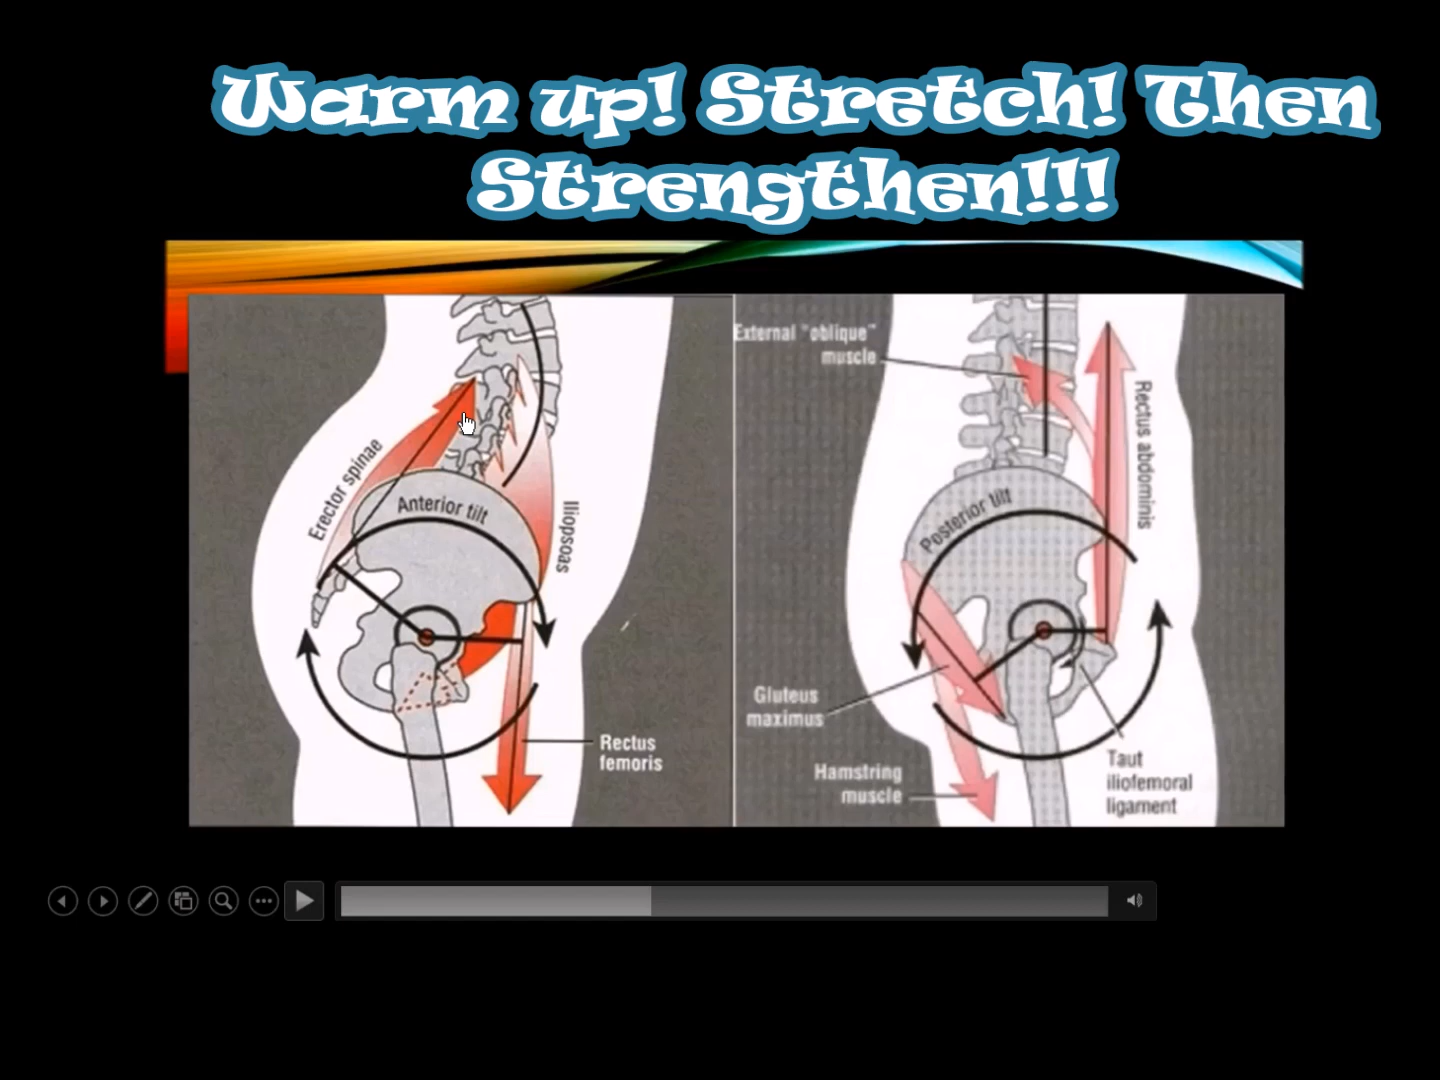 Warm up! Stretch! Then
Strengthen!!!
Erector spinae
Anterior tilt
Iliopsoas
Rectus
femoris
External "oblique"
muscle
Rectus abdominis
Posterior tilt
Gluteus
maximus
Hamstring
muscle
Taut
iliofemoral
ligament